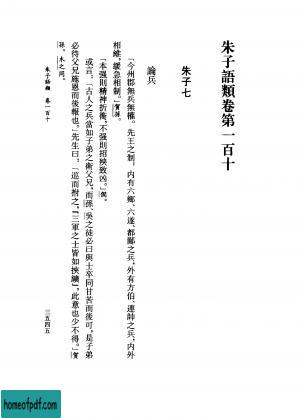 朱子語類卷第一百十
朱子七
論兵
「今州郡無兵無權。先王之制，内有六鄉、六遂、都鄙之兵，外有方伯、連帥之兵，内外
相維，緩急相制。」賀孫。
「本强則精神折衝，不强則招殃致凶。」僩。
或言：「古人之兵當如子弟之衛父兄，而孫、吳之徒必曰與士卒同甘苦而後可，是子弟
必待父兄施恩而後報也。」先生曰：「『巡而拊之，三軍之士皆如挾纊』，此意也少不得。」賀
孫。木之同。
朱子語類　卷一百十
三五四五
homeofpdf.com
homeofpdf.com